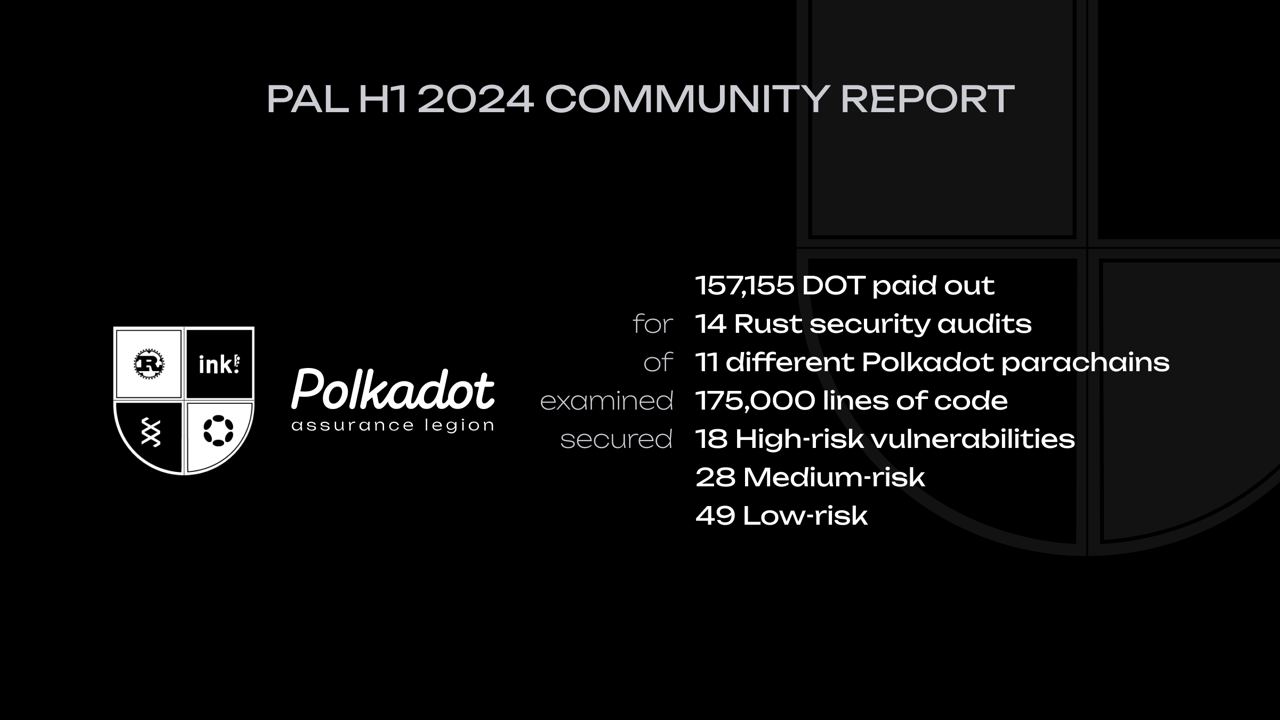 PAL H1 2024 COMMUNITY REPORT
157,155 DOT paid out
for 14 Rust security audits
of 11 different Polkadot parachains
examined 175,000 lines of code
secured 18 High-risk vulnerabilities
28 Medium-risk
49 Low-risk
R ink!
Polkadot
assurance legion